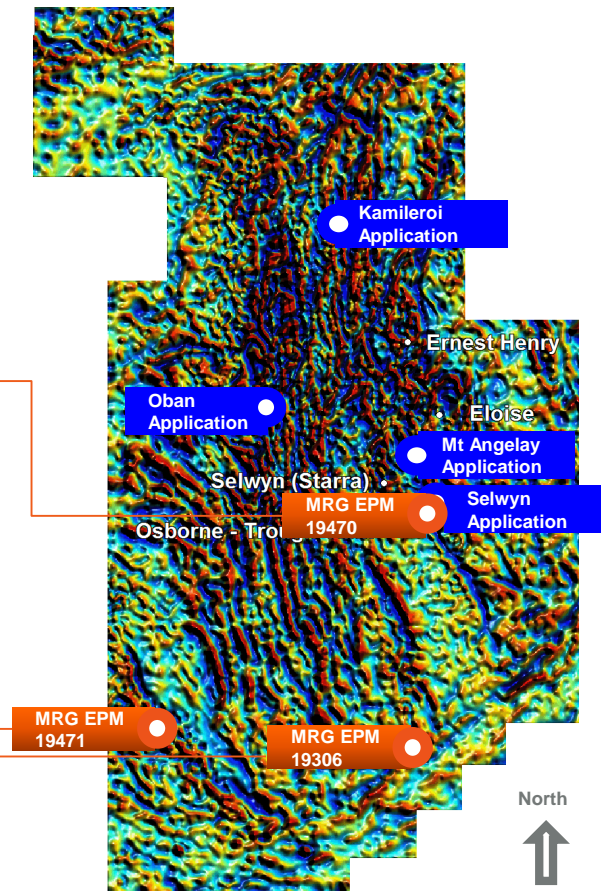 Kamileroi
Application
Ernest Henry
Oban
Application
Eloise
Mt Angelay
Application
Selwyn (Starra)
MRG EPM
19470
Selwyn
Application
Osborne -
MRG EPM
19471
MRG EPM
19306
North